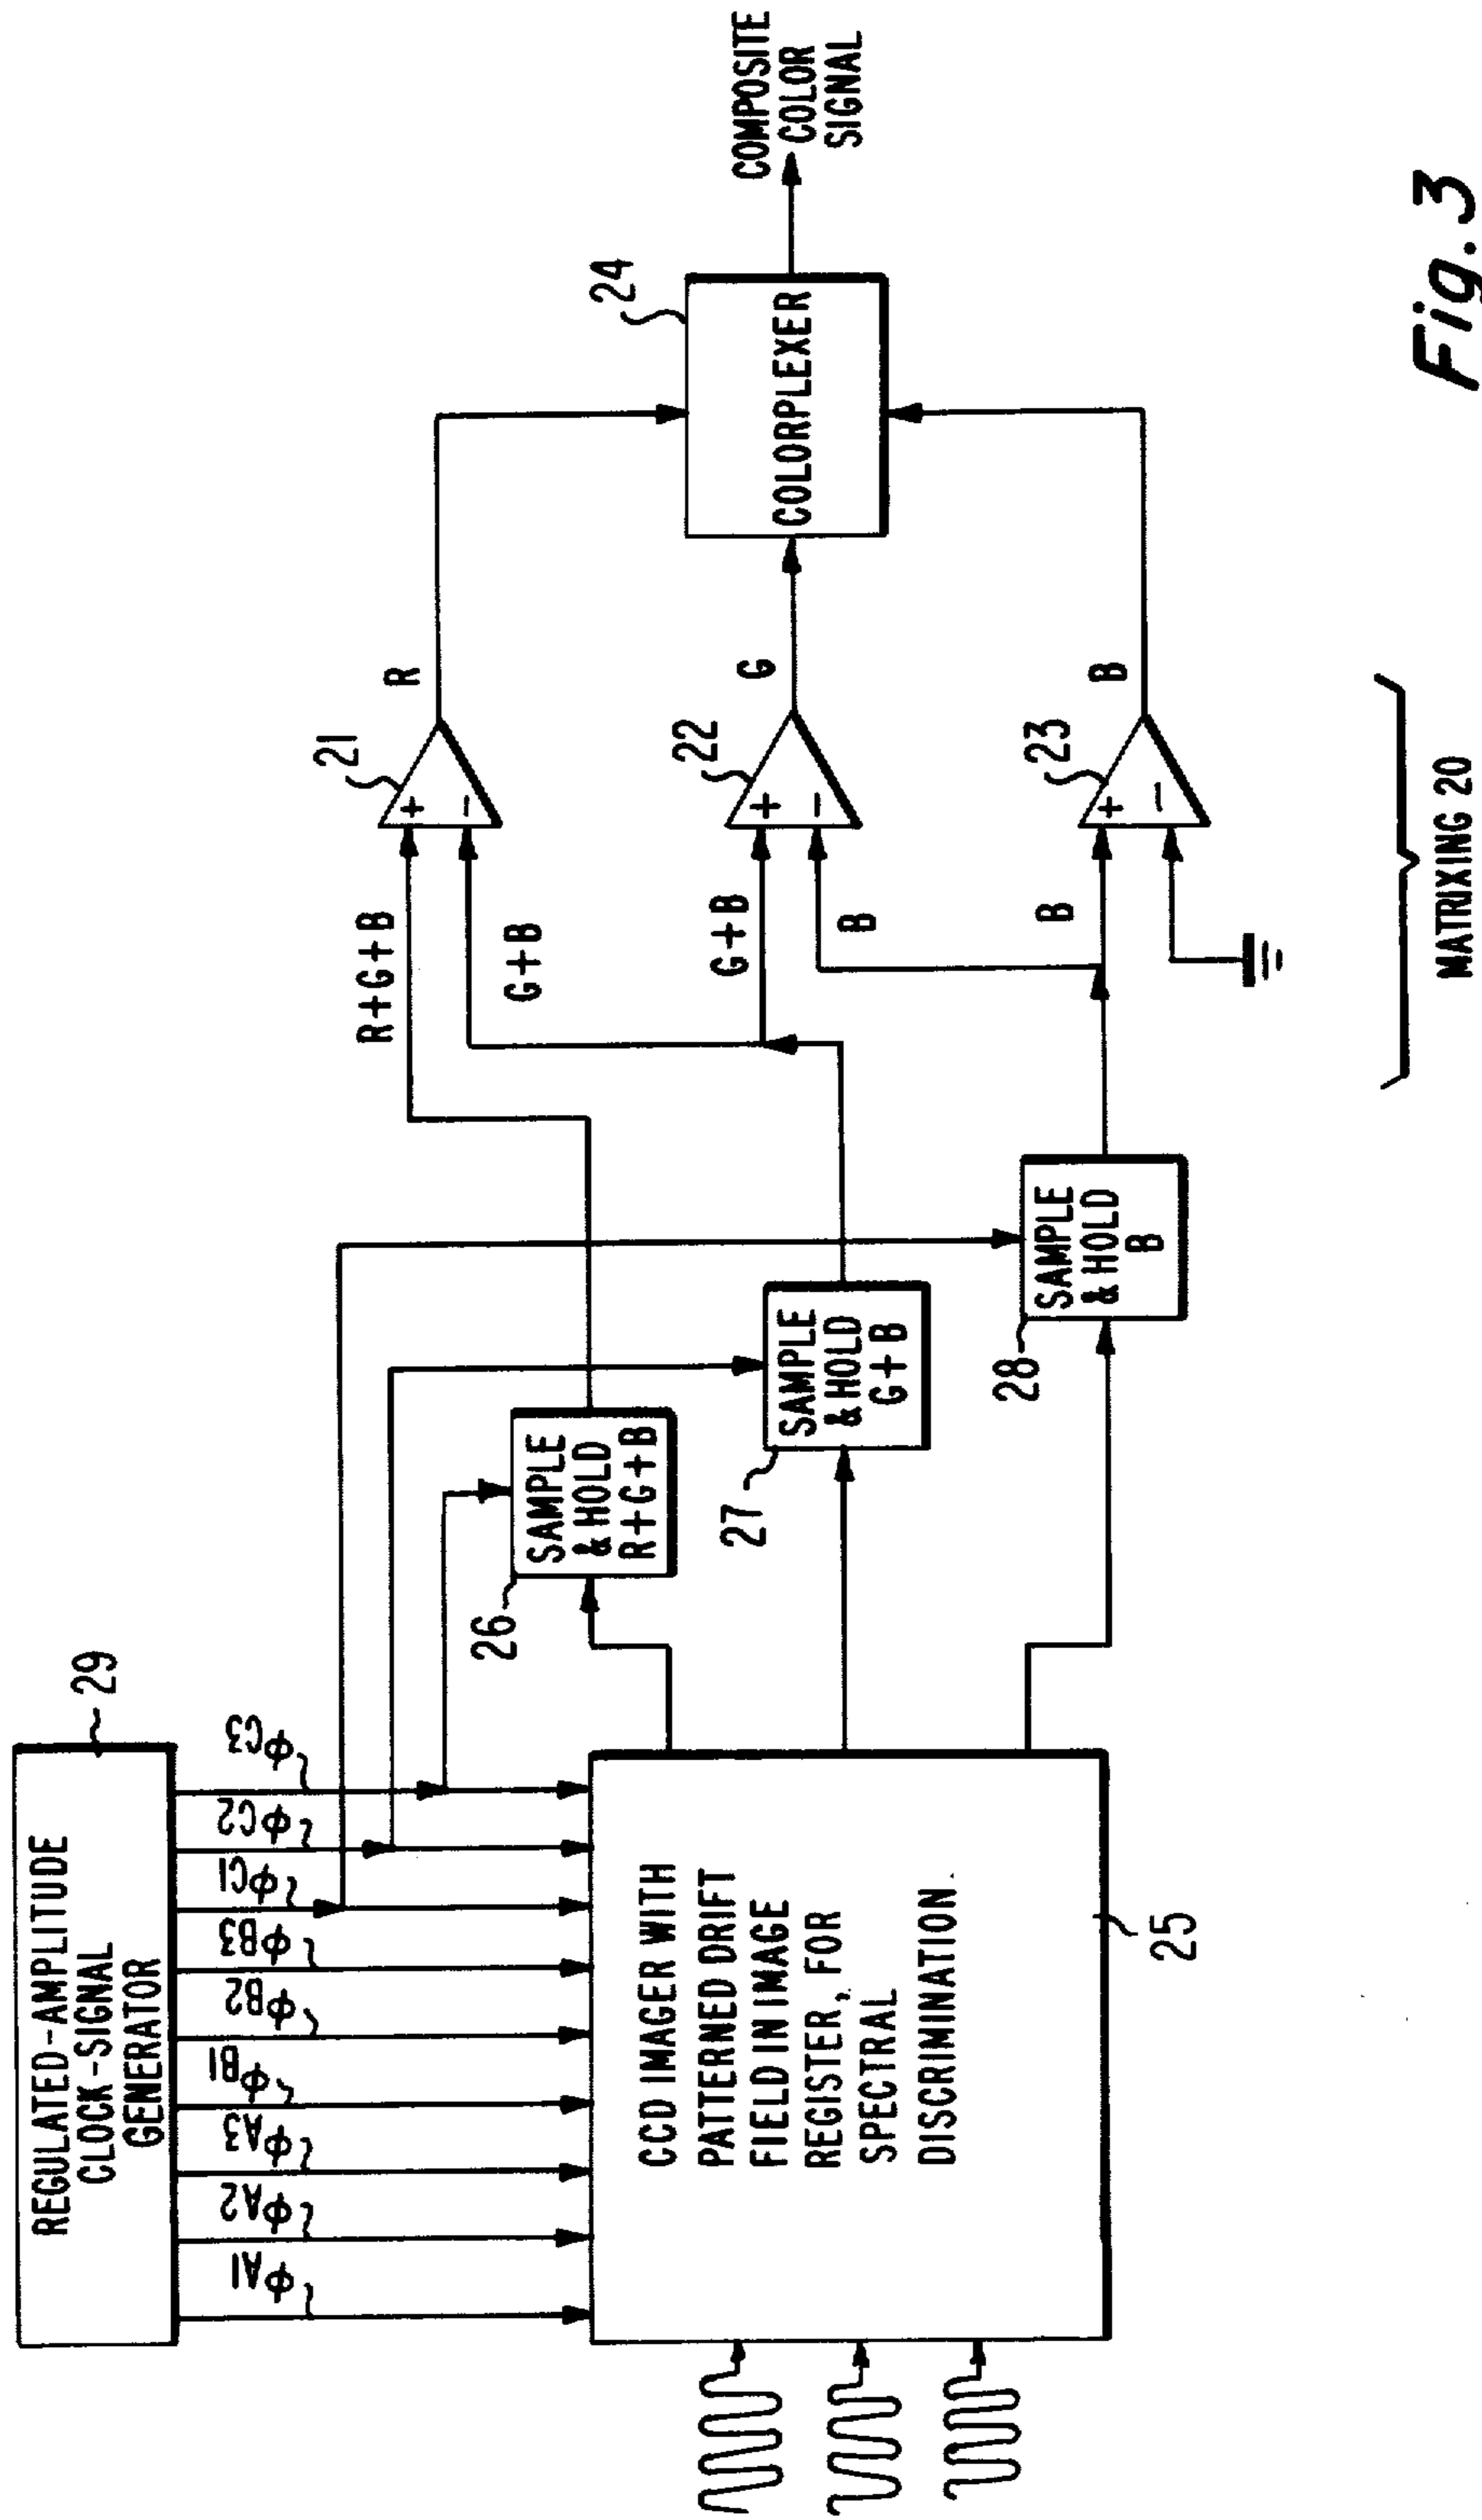 REGULATED-AMPLITUDE
CLOCK-SIGNAL
GENERATOR
29
ϕA1
ϕA2
ϕA3
ϕB1
ϕB2
ϕB3
ϕC1
ϕC2
ϕC3
CCD IMAGER WITH
PATTERNED DRIFT
FIELD IN IMAGE
REGISTER, FOR
SPECTRAL
DISCRIMINATION
25
26
SAMPLE
& HOLD
R+G+B
27
SAMPLE
& HOLD
G+B
28
SAMPLE
& HOLD
B
R+G+B
G+B
G+B
B
B
21
+
−
R
22
+
−
G
23
+
−
B
MATRIXING 20
24
COLORPLEXER
COMPOSITE
COLOR
SIGNAL
Fig. 3